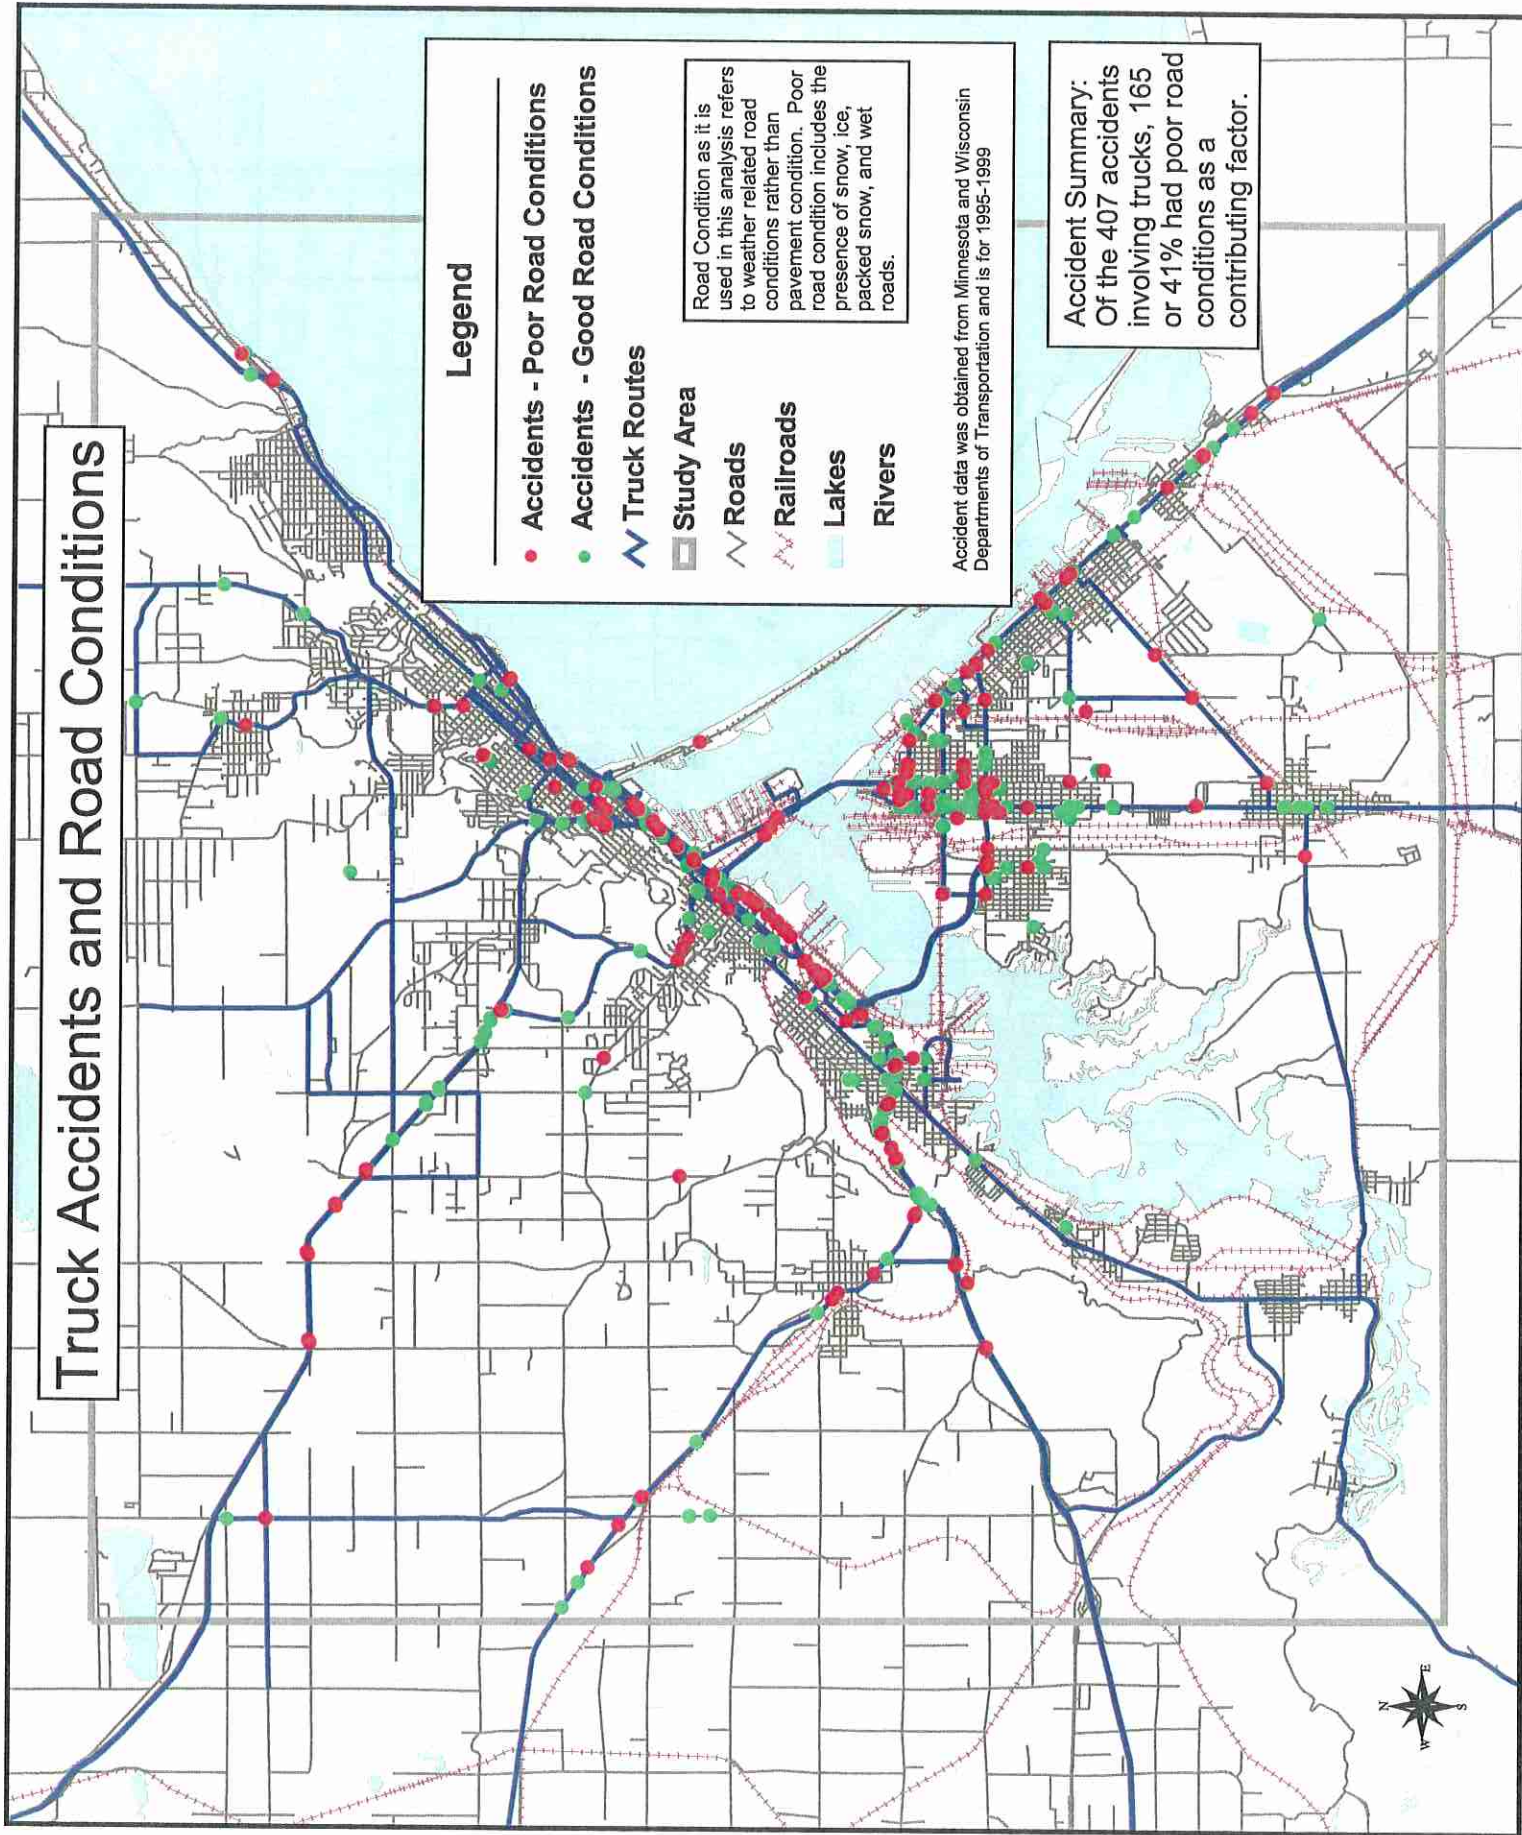 Truck Accidents and Road Conditions
Legend
Accidents - Poor Road Conditions
Accidents - Good Road Conditions
Truck Routes
Study Area
Roads
Railroads
Lakes
Rivers
Road Condition as it is
used in this analysis refers
to weather related road
conditions rather than
pavement condition. Poor
road condition includes the
presence of snow, ice,
packed snow, and wet
roads.
Accident data was obtained from Minnesota and Wisconsin
Departments of Transportation and is for 1995-1999
Accident Summary:
Of the 407 accidents
involving trucks, 165
or 41% had poor road
conditions as a
contributing factor.
N
W
E
S